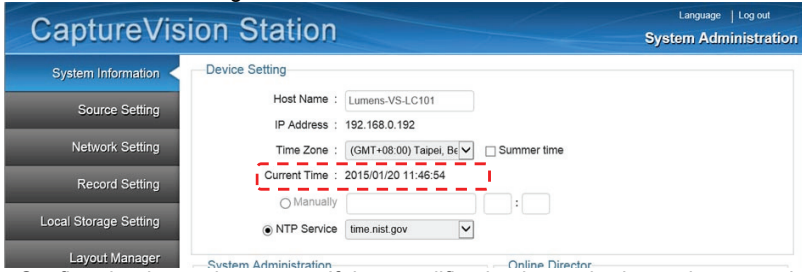 CaptureVision Station
Language | Log out
System Administration
System Information
Source Setting
Network Setting
Record Setting
Local Storage Setting
Layout Manager
Device Setting
Host Name : Lumens-VS-LC101
IP Address : 192.168.0.192
Time Zone : (GMT+08:00) Taipei, Be Summer time
Current Time : 2015/01/20 11:46:54
Manually :
NTP Service time.nist.gov
System Administration Online Director